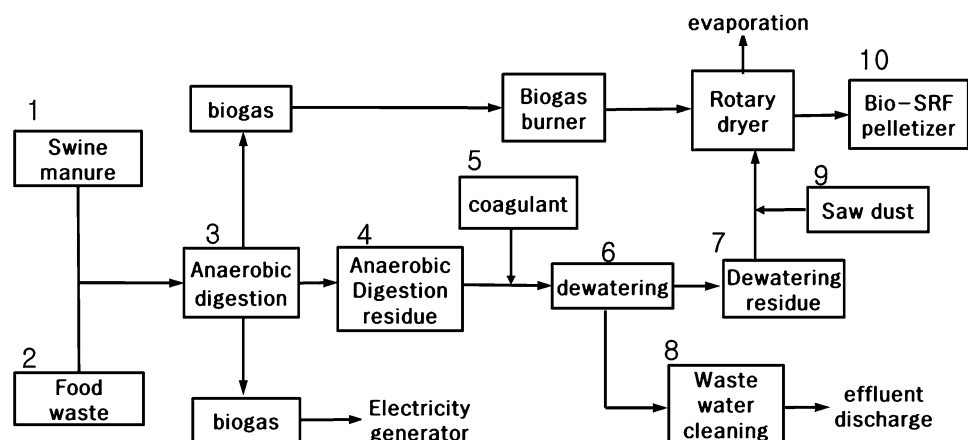 evaporation
10
1
biogas
Biogas
burner
Rotary
dryer
Bio-SRF
pelletizer
Swine
manure
5
coagulant
9
Saw dust
3
4
6
7
Anaerobic
digestion
Anaerobic
Digestion
residue
dewatering
Dewatering
residue
2
Food
waste
8
Waste
water
cleaning
effluent
discharge
biogas
Electricity
generator